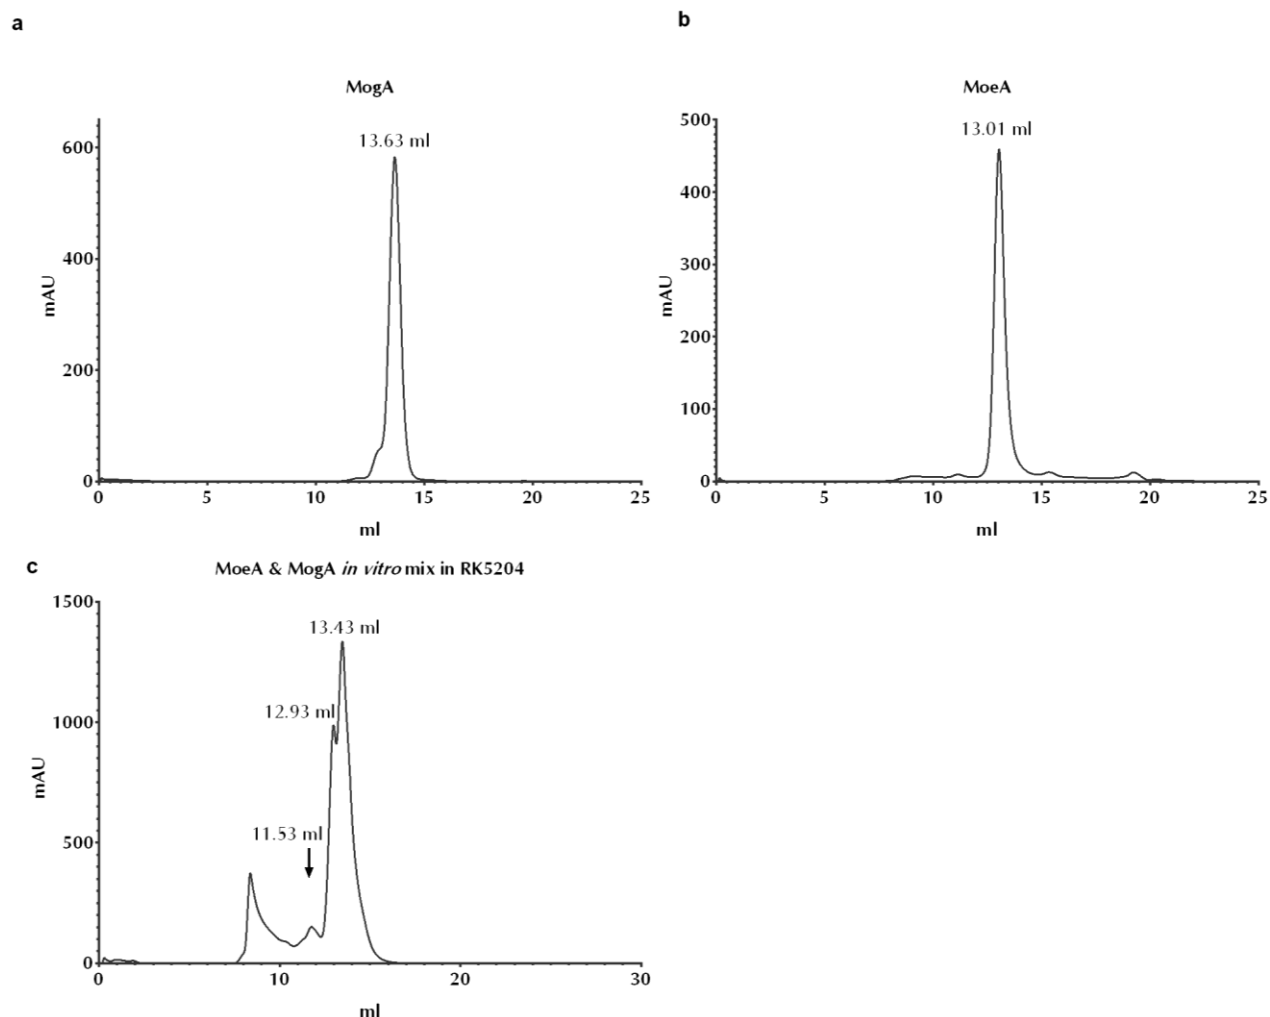 a
MogA
13.63 ml
600
400
200
0
mAU
0 5 10 15 20 25
ml
b
MoeA
13.01 ml
500
400
300
200
100
0
mAU
0 5 10 15 20 25
ml
c
MoeA & MogA in vitro mix in RK5204
1500
13.43 ml
12.93 ml
1000
11.53 ml
500
0
mAU
0 10 20 30
ml